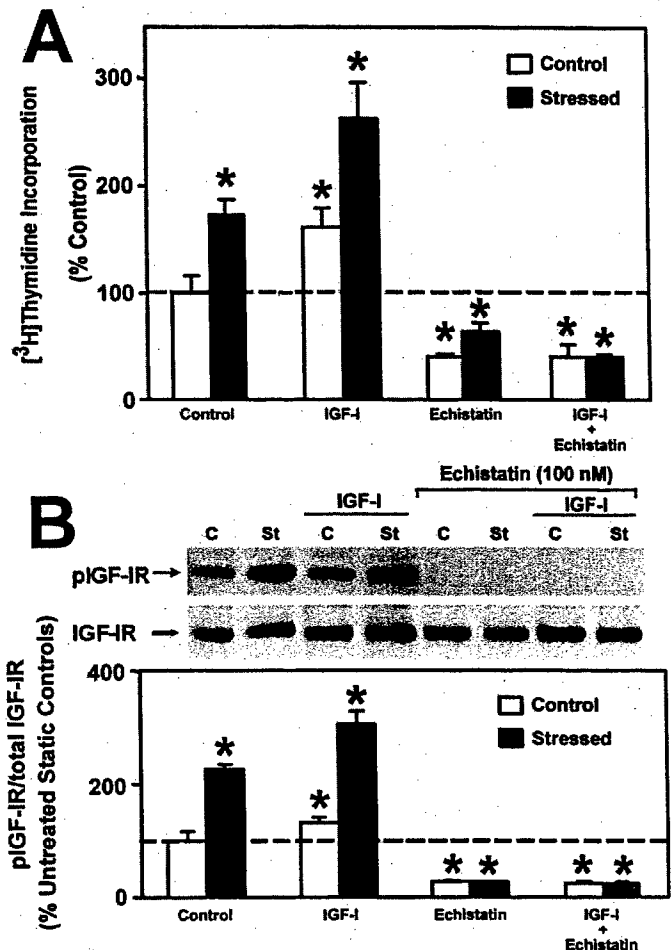 A
[³H]Thymidine Incorporation
(% Control)
300
200
100
0
Control
Stressed
*
*
*
*
*
*
*
Control
IGF-I
Echistatin
IGF-I
+
Echistatin
B
Echistatin (100 nM)
IGF-I
IGF-I
C St C St C St C St
pIGF-IR→
IGF-IR →
pIGF-IR/total IGF-IR
(% Untreated Static Controls)
400
200
0
Control
Stressed
*
*
*
*
*
*
*
Control
IGF-I
Echistatin
IGF-I
+
Echistatin